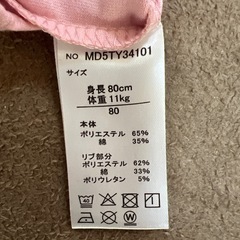 NO MD5TY34101
サイズ
身長 80cm
体重 11kg
80
本体
ポリエステル 65%
綿 35%
リブ部分
ポリエステル 62%
綿 33%
ポリウレタン 5%